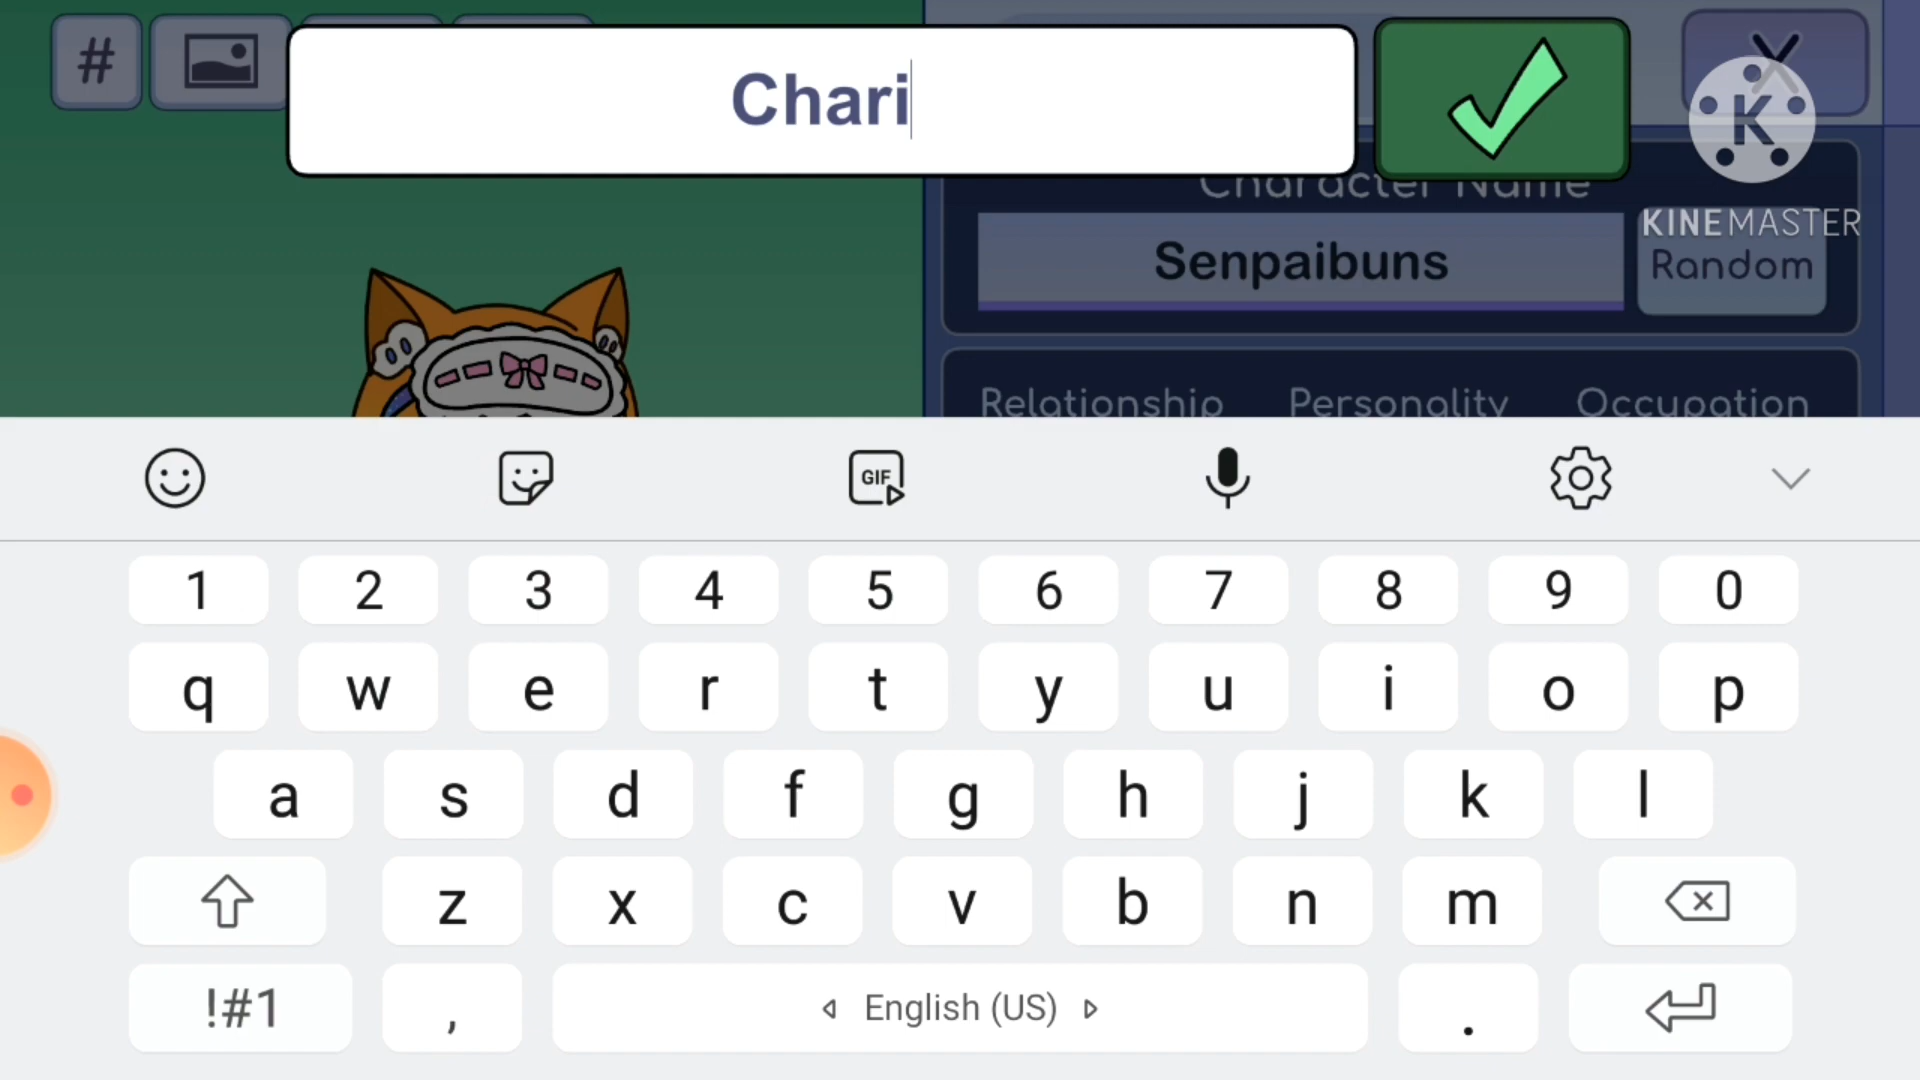 #
Chari
K
Character Name
KINEMASTER
Senpaibuns
Random
Relationship Personality Occupation
GIF
1 2 3 4 5 6 7 8 9 0
q w e r t y u i o p
a s d f g h j k l
z x c v b n m
!#1 , English (US) .